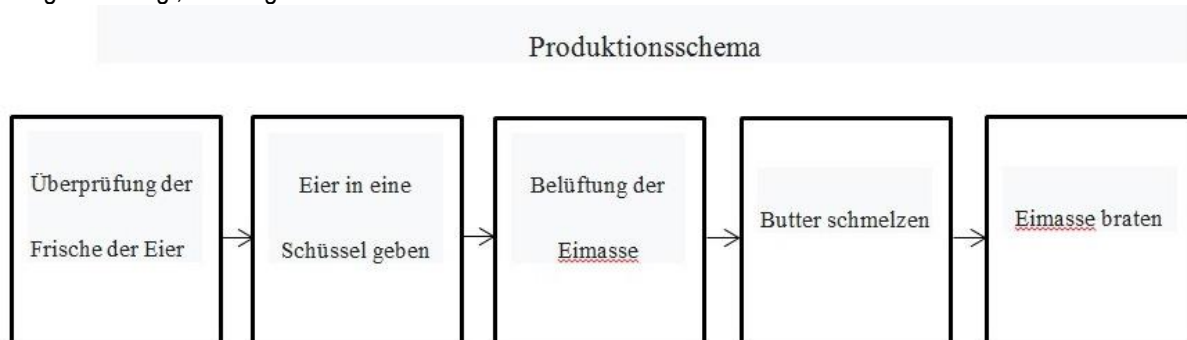 Produktionsschema
Überprüfung der
Frische der Eier
Eier in eine
Schüssel geben
Belüftung der
Eimasse
Butter schmelzen
Eimasse braten